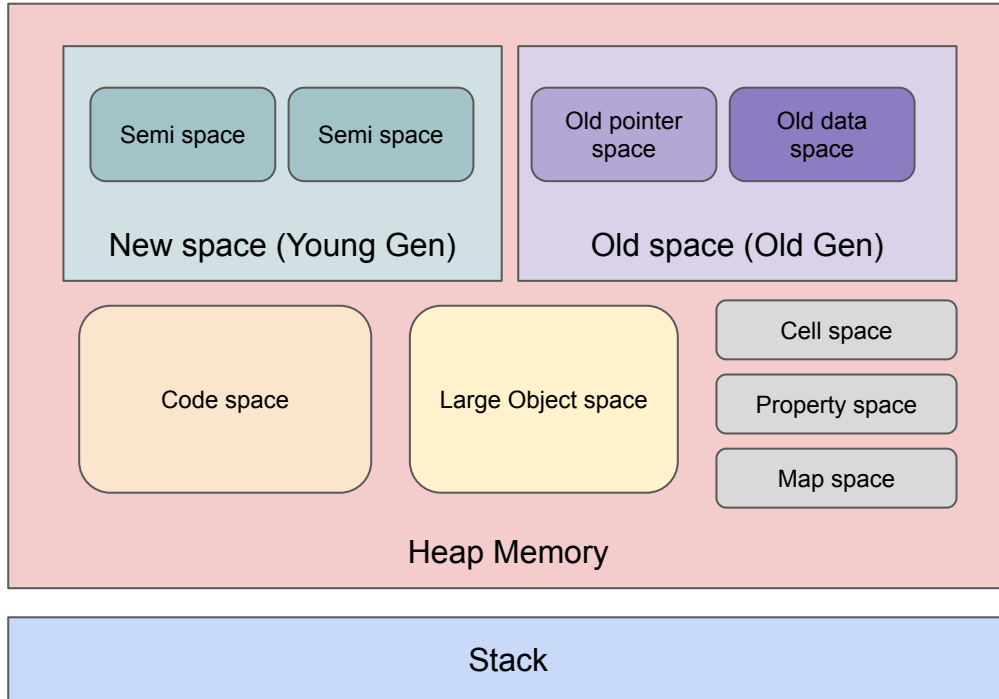 Semi space
Semi space
Old pointer
space
Old data
space
New space (Young Gen)
Old space (Old Gen)
Code space
Large Object space
Cell space
Property space
Map space
Heap Memory
Stack